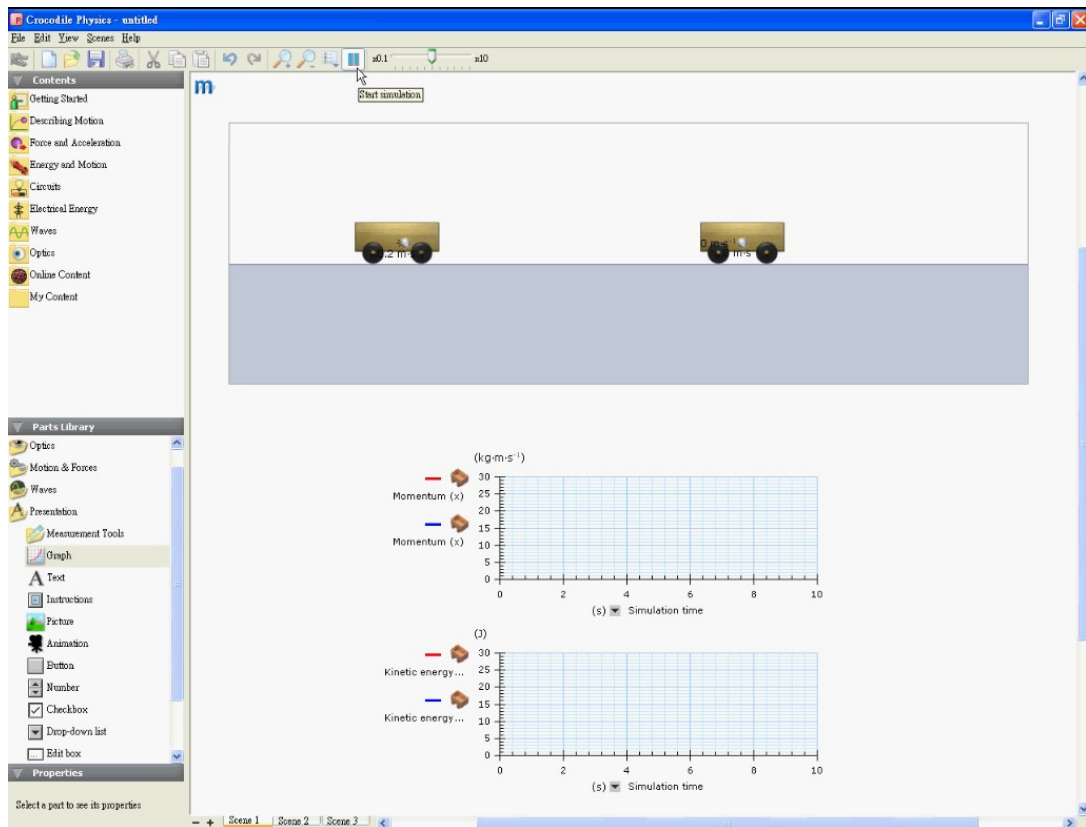 Crocodile Physics - untitled
File Edit View Scenes Help
x0.1 x10
Start simulation
Contents
Getting Started
Describing Motion
Force and Acceleration
Energy and Motion
Circuits
Electrical Energy
Waves
Optics
Online Content
My Content
Parts Library
Optics
Motion & Forces
Waves
Presentation
Measurement Tools
Graph
Text
Instructions
Picture
Animation
Button
Number
Checkbox
Drop-down list
Edit box
Properties
Select a part to see its properties
m
0 m·s⁻¹
m·s
(kg·m·s⁻¹)
Momentum (x)
Momentum (x)
30
25
20
15
10
5
0
0 2 4 6 8 10
(s) Simulation time
(J)
Kinetic energy...
Kinetic energy...
30
25
20
15
10
5
0
0 2 4 6 8 10
(s) Simulation time
- + Scene 1 Scene 2 Scene 3